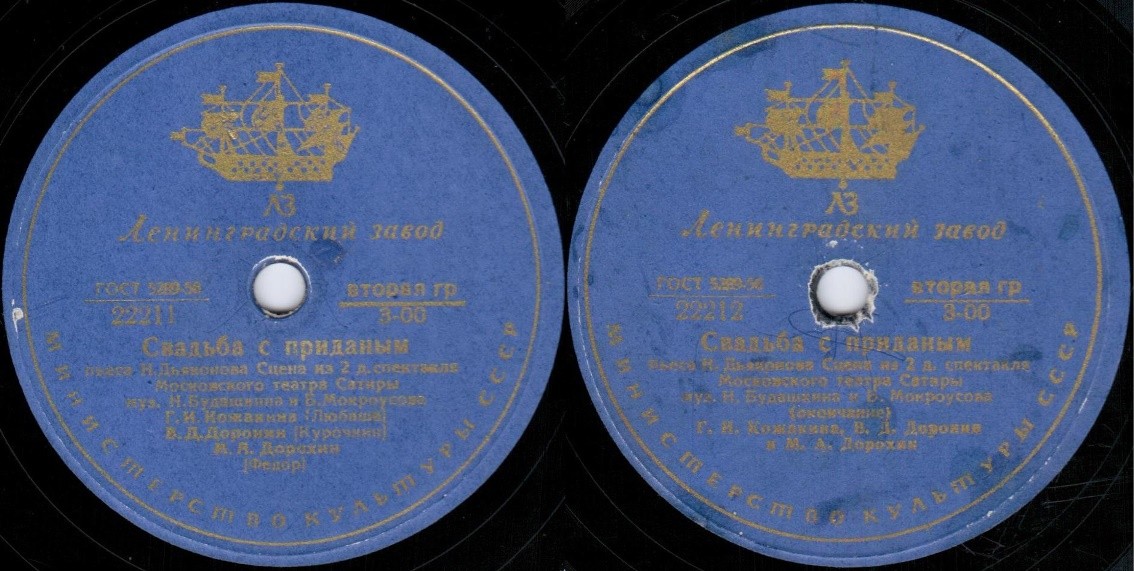 ЛЗ
Ленинградский завод
ГОСТ 5289-56
22211
вторая гр
3-00
Свадьба с приданым
пьеса Н. Дьяконова Сцена из 2 д. спектакля
Московского театра Сатиры
муз. Н. Будашкина и Б. Мокроусова
Г. И. Кожакина (Любаша)
В. Д. Доронин (Курочкин)
М. А. Дорохин
(Федор)
МИНИСТЕРСТВО КУЛЬТУРЫ СССР
ЛЗ
Ленинградский завод
ГОСТ 5289-56
22212
вторая гр
3-00
Свадьба с приданым
пьеса Н. Дьяконова Сцена из 2 д. спектакля
Московского театра Сатиры
муз. Н. Будашкина и Б. Мокроусова
(окончание)
Г. И. Кожакина, В. Д. Доронин
и М. А. Дорохин
МИНИСТЕРСТВО КУЛЬТУРЫ СССР